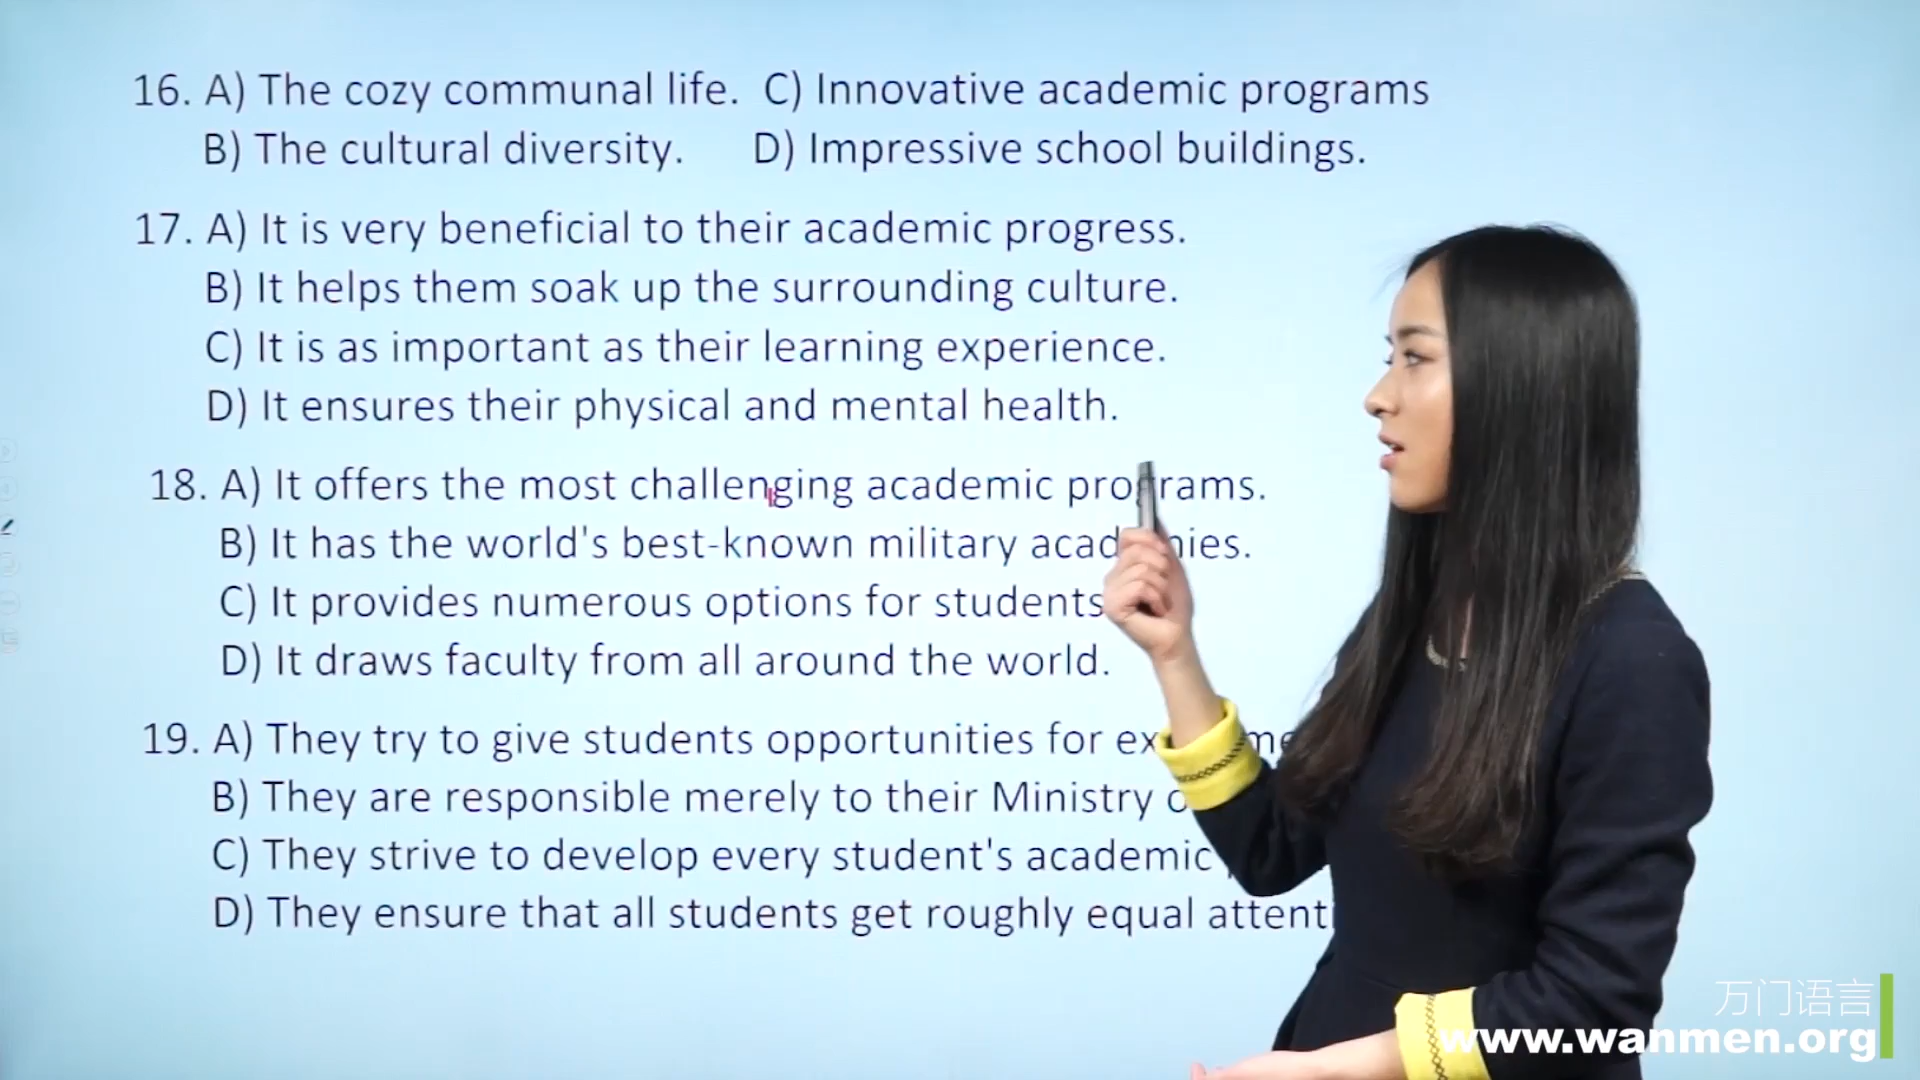 16. A) The cozy communal life. C) Innovative academic programs
B) The cultural diversity. D) Impressive school buildings.
17. A) It is very beneficial to their academic progress.
B) It helps them soak up the surrounding culture.
C) It is as important as their learning experience.
D) It ensures their physical and mental health.
18. A) It offers the most challenging academic programs.
B) It has the world's best-known military academies.
C) It provides numerous options for students
D) It draws faculty from all around the world.
19. A) They try to give students opportunities for
B) They are responsible merely to their Ministry
C) They strive to develop every student's academic
D) They ensure that all students get roughly equal
万门语言
www.wanmen.org